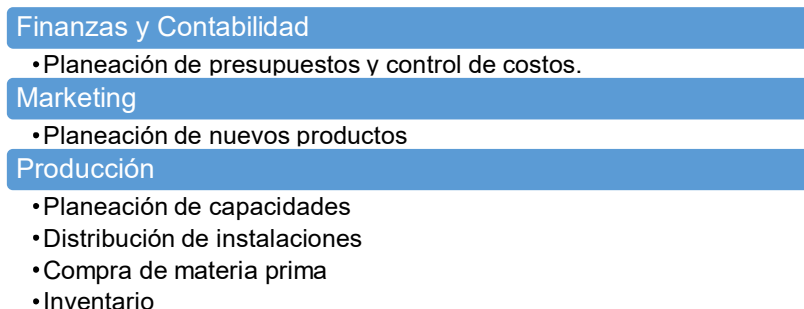 Finanzas y Contabilidad
•Planeación de presupuestos y control de costos.
Marketing
•Planeación de nuevos productos
Producción
•Planeación de capacidades
•Distribución de instalaciones
•Compra de materia prima
•Inventario